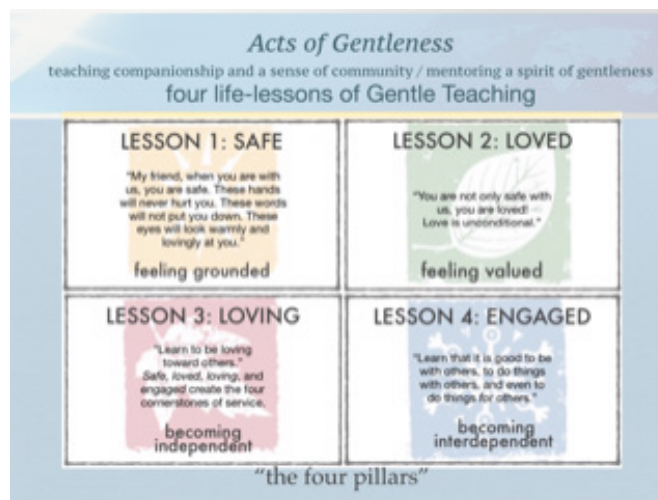 Acts of Gentleness
teaching companionship and a sense of community / mentoring a spirit of gentleness
four life-lessons of Gentle Teaching
LESSON 1: SAFE
"My friend, when you are with
us, you are safe. These hands
will never hurt you. These words
will not put you down. These
eyes will look warmly and
lovingly at you."
feeling grounded
LESSON 2: LOVED
"You are not only safe with
us, you are loved!
Love is unconditional."
feeling valued
LESSON 3: LOVING
"Learn to be loving
toward others."
Safe, loved, loving, and
engaged create the four
cornerstones of service.
becoming
independent
LESSON 4: ENGAGED
"Learn that it is good to be
with others, to do things
with others, and even to
do things for others."
becoming
interdependent
"the four pillars"